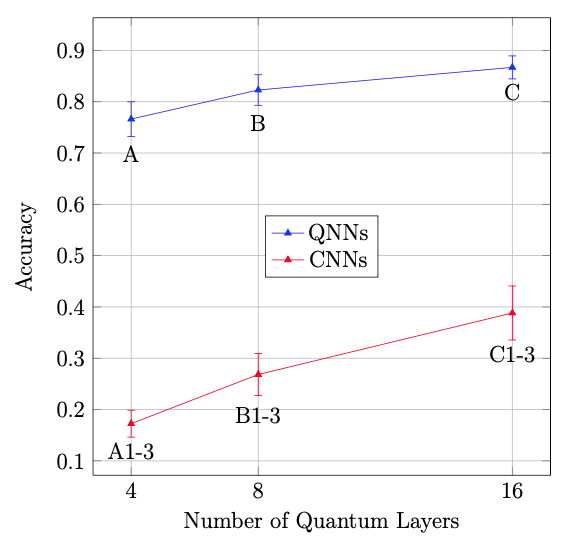 0.9
0.8
0.7
0.6
0.5
0.4
0.3
0.2
0.1
Accuracy
A
B
C
QNNs
CNNs
A1-3
B1-3
C1-3
4
8
16
Number of Quantum Layers